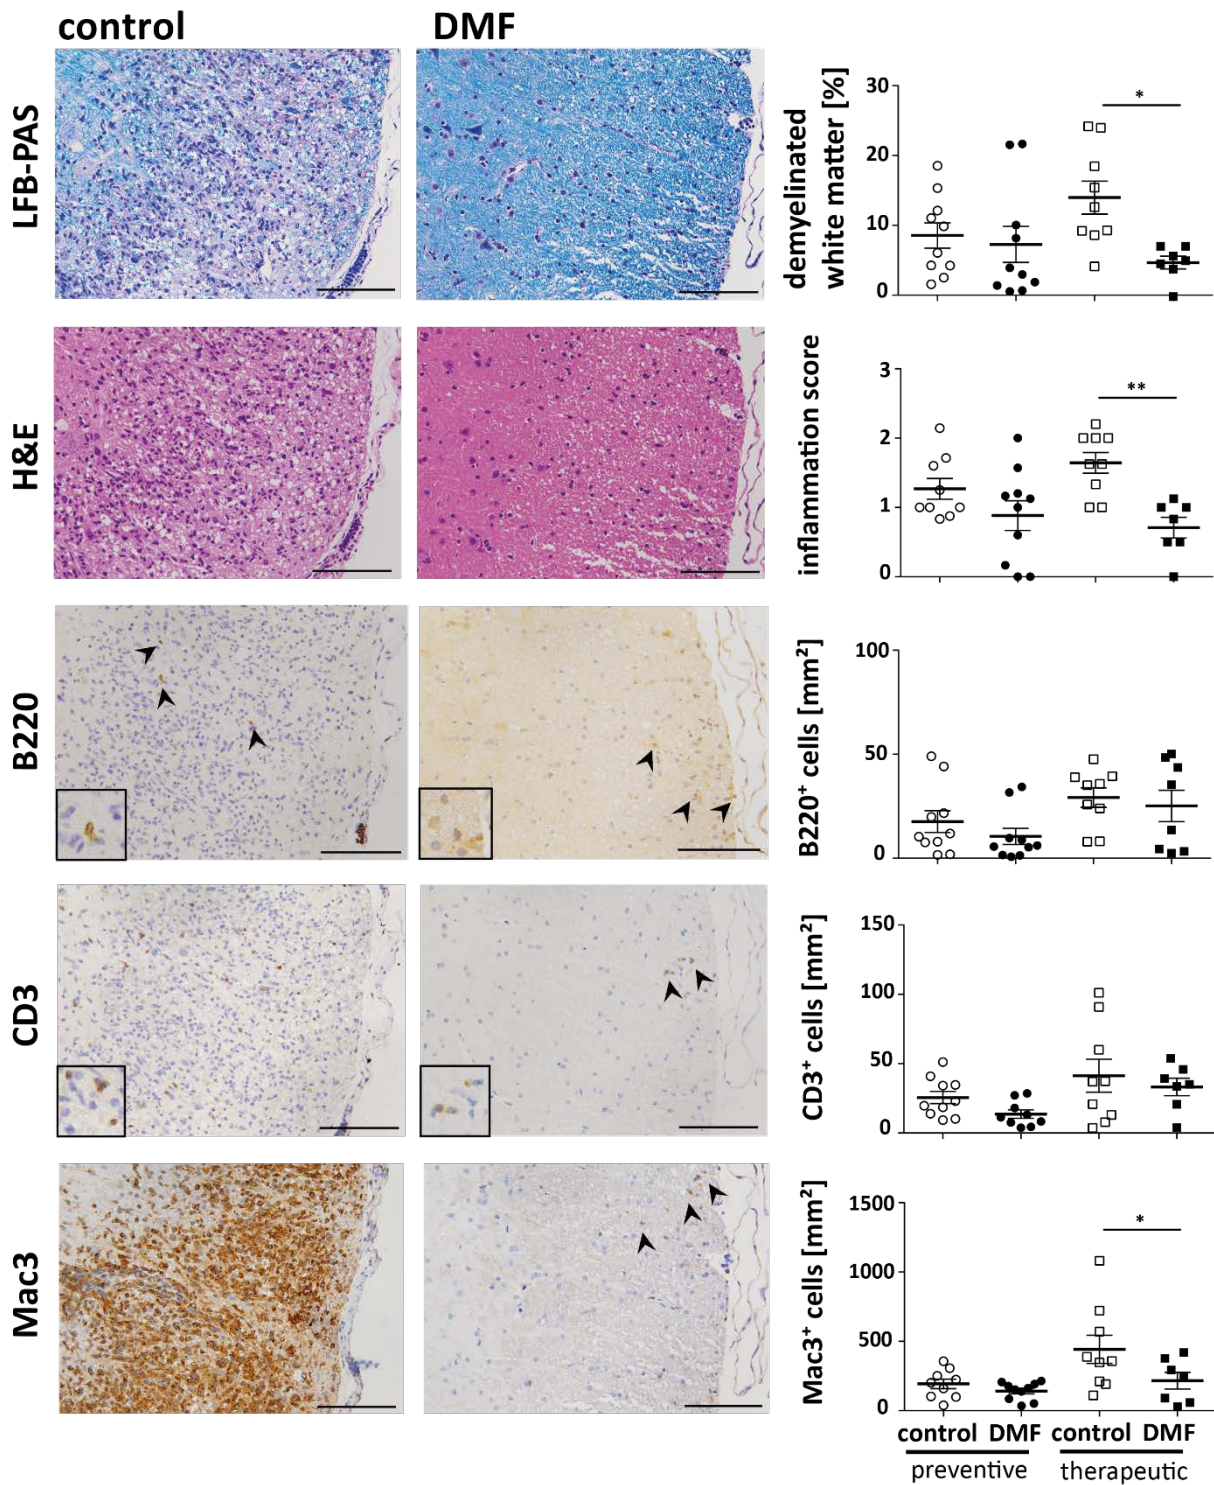 control DMF
LFB-PAS
demyelinated
white matter [%]
30
20
10
0
*
H&E
inflammation score
3
2
1
0
**
B220
B220⁺ cells [mm²]
100
50
0
CD3
CD3⁺ cells [mm²]
150
100
50
0
Mac3
Mac3⁺ cells [mm²]
1500
1000
500
0
*
control DMF control DMF
preventive therapeutic